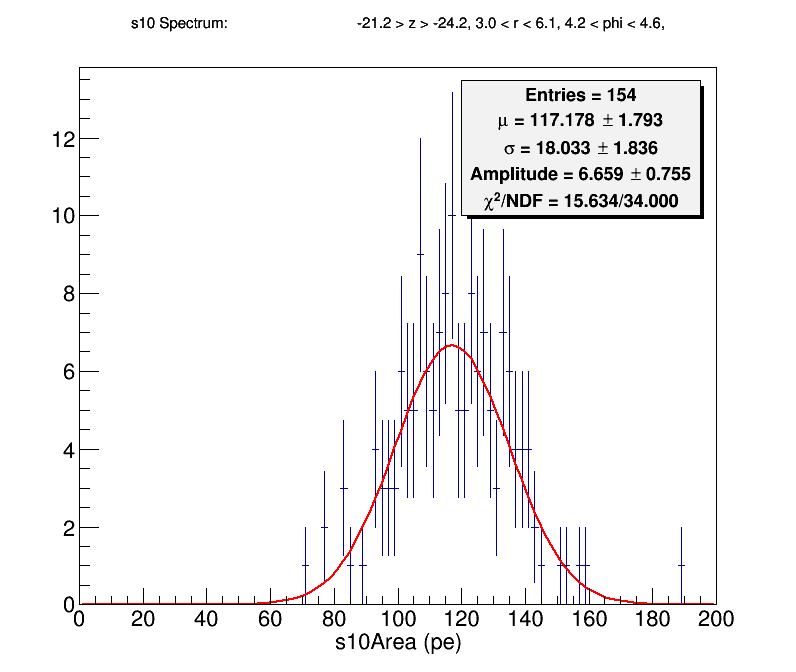 s10 Spectrum: -21.2 > z > -24.2, 3.0 < r < 6.1, 4.2 < phi < 4.6,
Entries = 154
μ = 117.178 ± 1.793
σ = 18.033 ± 1.836
Amplitude = 6.659 ± 0.755
χ²/NDF = 15.634/34.000
12
10
8
6
4
2
0
0 20 40 60 80 100 120 140 160 180 200
s10Area (pe)